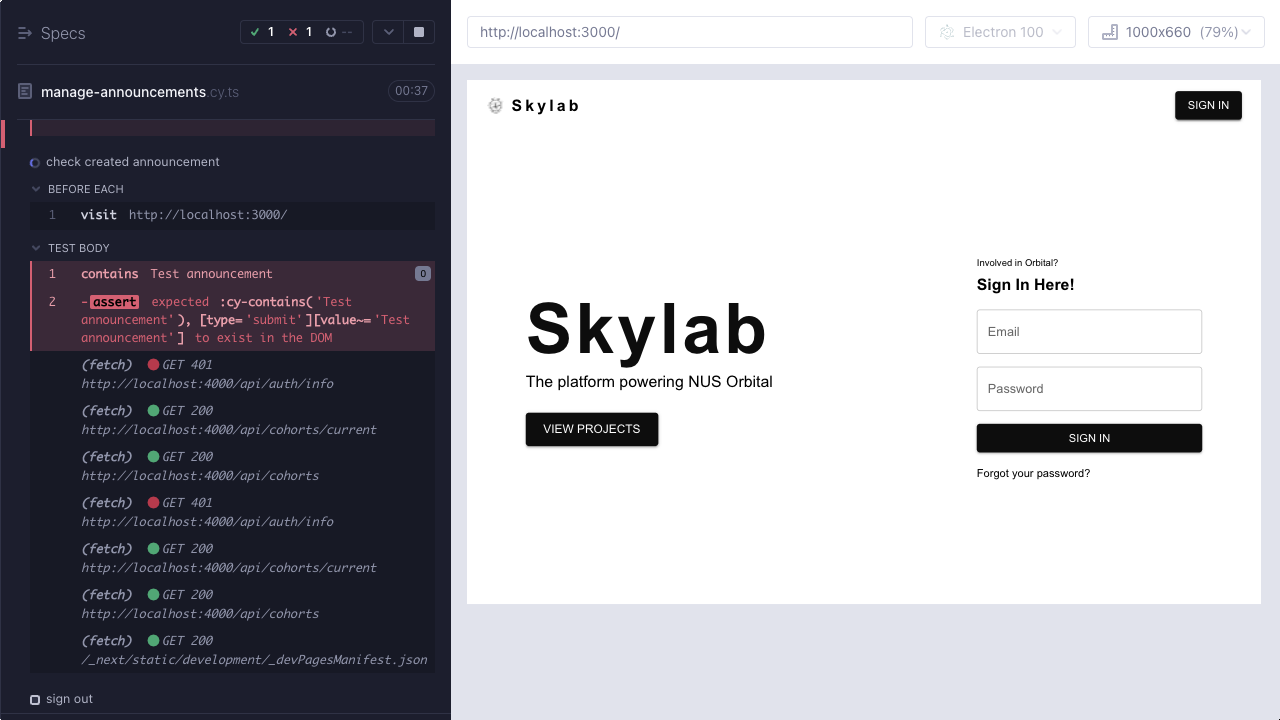 Specs
1
1
--
manage-announcements.cy.ts
00:37
check created announcement
BEFORE EACH
1 visit http://localhost:3000/
TEST BODY
1 contains Test announcement 0
2 -assert expected :cy-contains('Test
announcement'), [type='submit'][value~='Test
announcement'] to exist in the DOM
(fetch) GET 401
http://localhost:4000/api/auth/info
(fetch) GET 200
http://localhost:4000/api/cohorts/current
(fetch) GET 200
http://localhost:4000/api/cohorts
(fetch) GET 401
http://localhost:4000/api/auth/info
(fetch) GET 200
http://localhost:4000/api/cohorts/current
(fetch) GET 200
http://localhost:4000/api/cohorts
(fetch) GET 200
/_next/static/development/_devPagesManifest.json
sign out
http://localhost:3000/
Electron 100
1000x660 (79%)
Skylab
SIGN IN
Skylab
The platform powering NUS Orbital
VIEW PROJECTS
Involved in Orbital?
Sign In Here!
Email
Password
SIGN IN
Forgot your password?